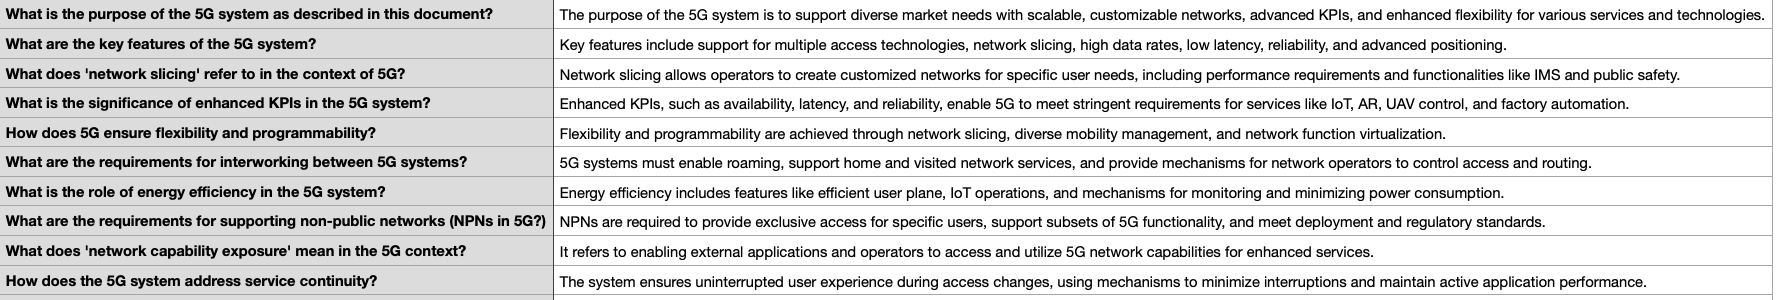 What is the purpose of the 5G system as described in this document? The purpose of the 5G system is to support diverse market needs with scalable, customizable networks, advanced KPIs, and enhanced flexibility for various services and technologies.
What are the key features of the 5G system? Key features include support for multiple access technologies, network slicing, high data rates, low latency, reliability, and advanced positioning.
What does 'network slicing' refer to in the context of 5G? Network slicing allows operators to create customized networks for specific user needs, including performance requirements and functionalities like IMS and public safety.
What is the significance of enhanced KPIs in the 5G system? Enhanced KPIs, such as availability, latency, and reliability, enable 5G to meet stringent requirements for services like IoT, AR, UAV control, and factory automation.
How does 5G ensure flexibility and programmability? Flexibility and programmability are achieved through network slicing, diverse mobility management, and network function virtualization.
What are the requirements for interworking between 5G systems? 5G systems must enable roaming, support home and visited network services, and provide mechanisms for network operators to control access and routing.
What is the role of energy efficiency in the 5G system? Energy efficiency includes features like efficient user plane, IoT operations, and mechanisms for monitoring and minimizing power consumption.
What are the requirements for supporting non-public networks (NPNs in 5G?) NPNs are required to provide exclusive access for specific users, support subsets of 5G functionality, and meet deployment and regulatory standards.
What does 'network capability exposure' mean in the 5G context? It refers to enabling external applications and operators to access and utilize 5G network capabilities for enhanced services.
How does the 5G system address service continuity? The system ensures uninterrupted user experience during access changes, using mechanisms to minimize interruptions and maintain active application performance.